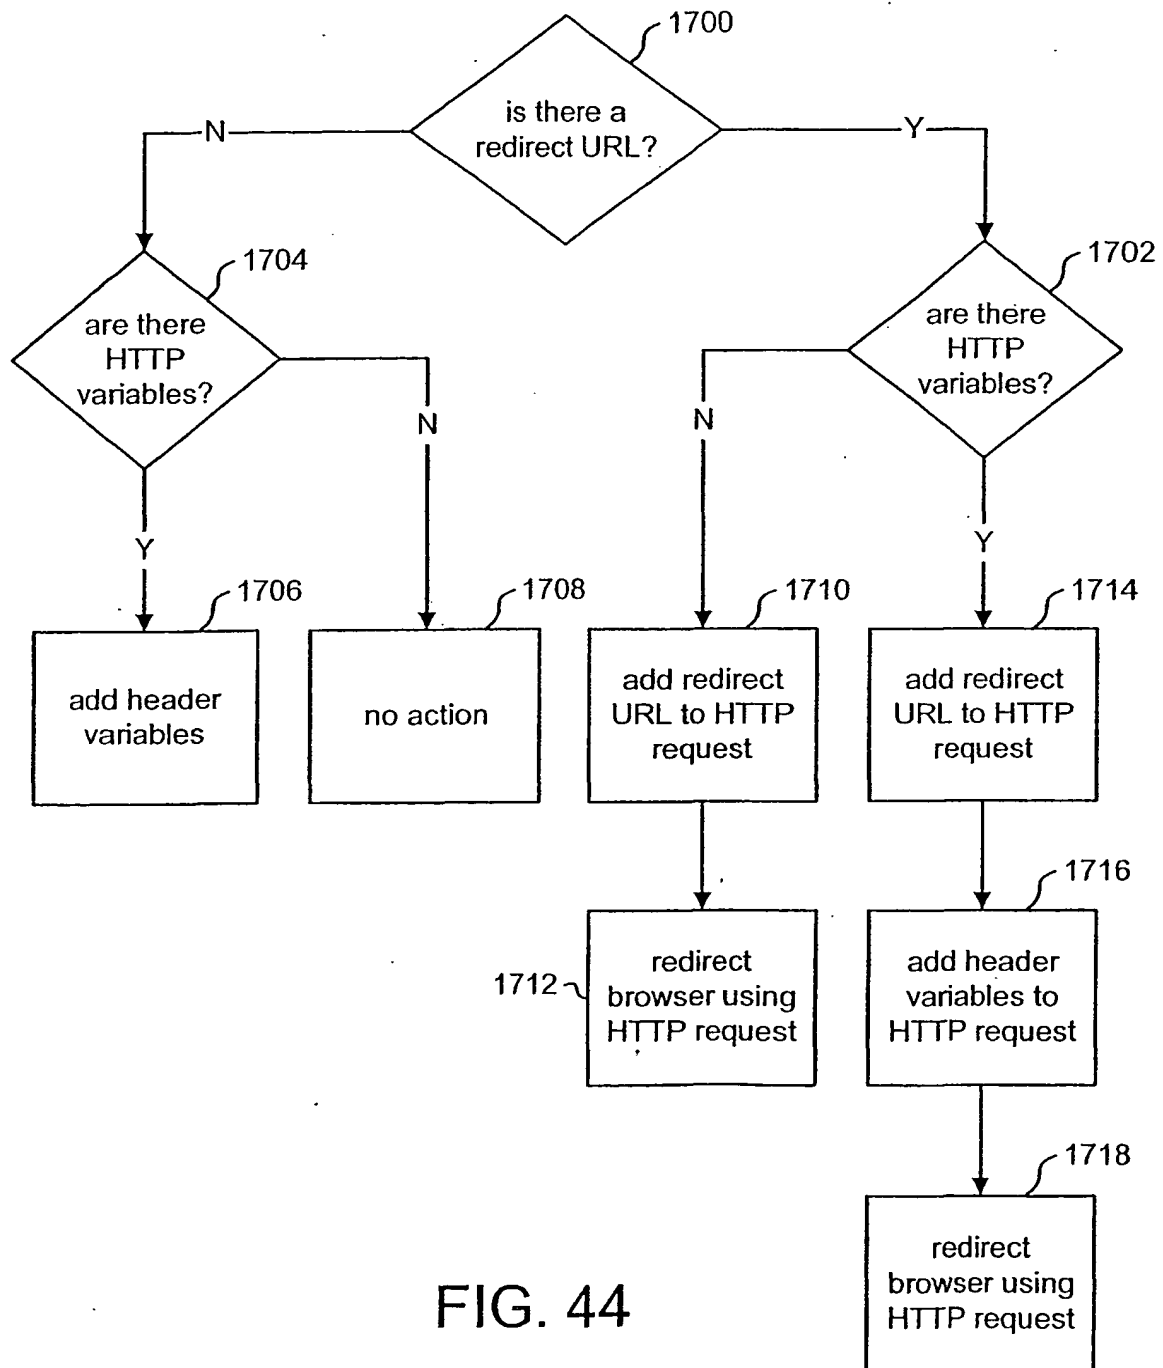 1700
is there a
redirect URL?
N
Y
1704
1702
are there
HTTP
variables?
are there
HTTP
variables?
N
N
Y
Y
1706
1708
1710
1714
add header
variables
no action
add redirect
URL to HTTP
request
add redirect
URL to HTTP
request
1716
1712
redirect
browser using
HTTP request
add header
variables to
HTTP request
1718
redirect
browser using
HTTP request
FIG. 44